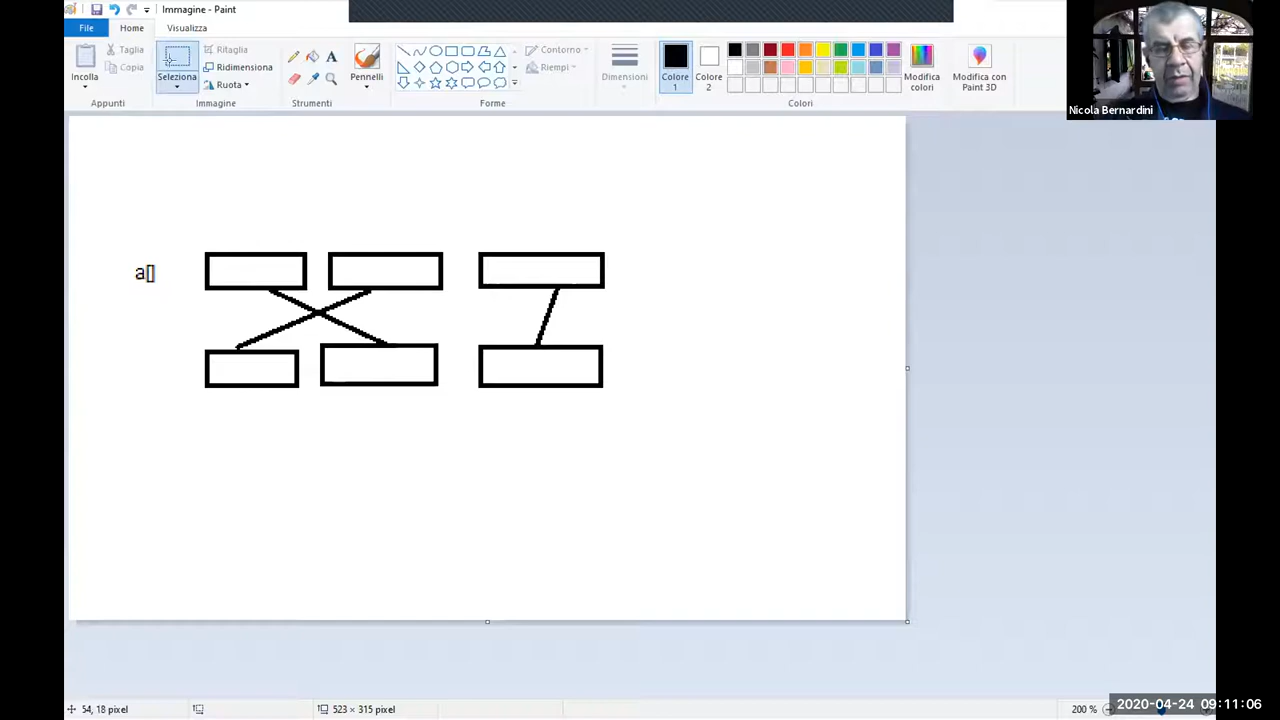 Immagine - Paint
File Home Visualizza
Incolla
Taglia
Copia
Appunti
Seleziona
Ritaglia
Ridimensiona
Ruota
Immagine
Strumenti
Pennelli
Contorno
Riempi
Forme
Dimensioni
Colore 1
Colore 2
Modifica colori
Modifica con Paint 3D
Colori
Nicola Bernardini
a[]
54, 18 pixel
523 × 315 pixel
200 %
2020-04-24 09:11:06